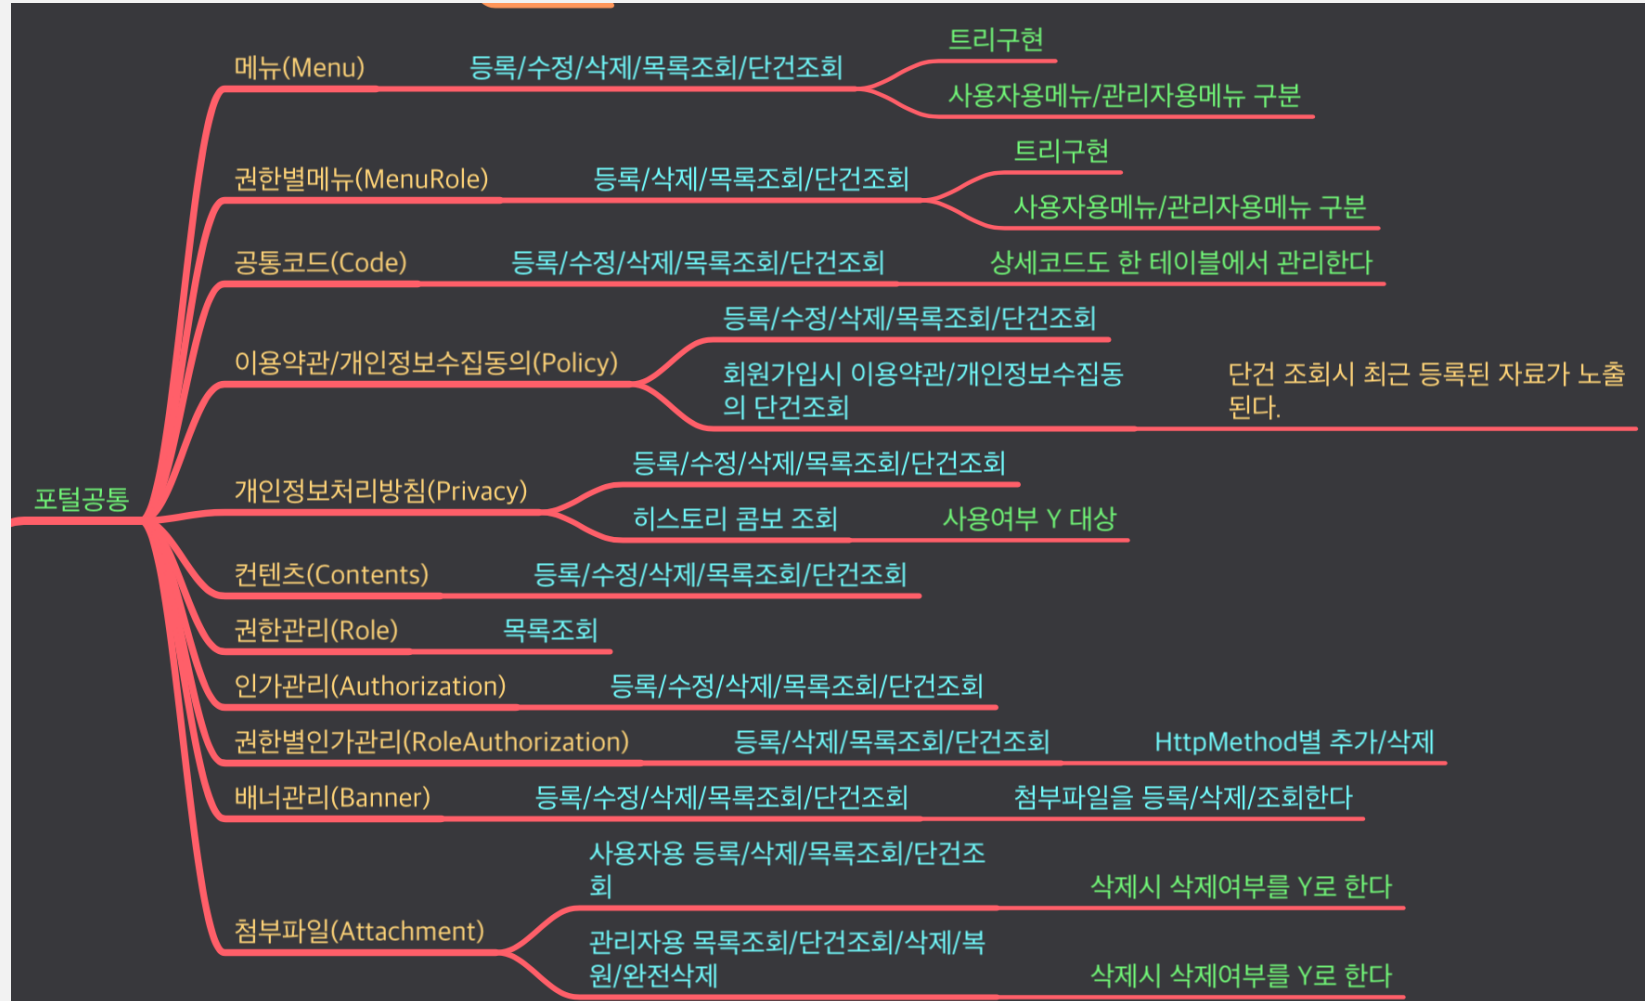 포털공통
메뉴(Menu)
등록/수정/삭제/목록조회/단건조회
트리구현
사용자용메뉴/관리자용메뉴 구분
권한별메뉴(MenuRole)
등록/삭제/목록조회/단건조회
트리구현
사용자용메뉴/관리자용메뉴 구분
공통코드(Code)
등록/수정/삭제/목록조회/단건조회
상세코드도 한 테이블에서 관리한다
이용약관/개인정보수집동의(Policy)
등록/수정/삭제/목록조회/단건조회
회원가입시 이용약관/개인정보수집동
의 단건조회
단건 조회시 최근 등록된 자료가 노출
된다.
개인정보처리방침(Privacy)
등록/수정/삭제/목록조회/단건조회
히스토리 콤보 조회
사용여부 Y 대상
컨텐츠(Contents)
등록/수정/삭제/목록조회/단건조회
권한관리(Role)
목록조회
인가관리(Authorization)
등록/수정/삭제/목록조회/단건조회
권한별인가관리(RoleAuthorization)
등록/삭제/목록조회/단건조회
HttpMethod별 추가/삭제
배너관리(Banner)
등록/수정/삭제/목록조회/단건조회
첨부파일을 등록/삭제/조회한다
첨부파일(Attachment)
사용자용 등록/삭제/목록조회/단건조
회
삭제시 삭제여부를 Y로 한다
관리자용 목록조회/단건조회/삭제/복
원/완전삭제
삭제시 삭제여부를 Y로 한다